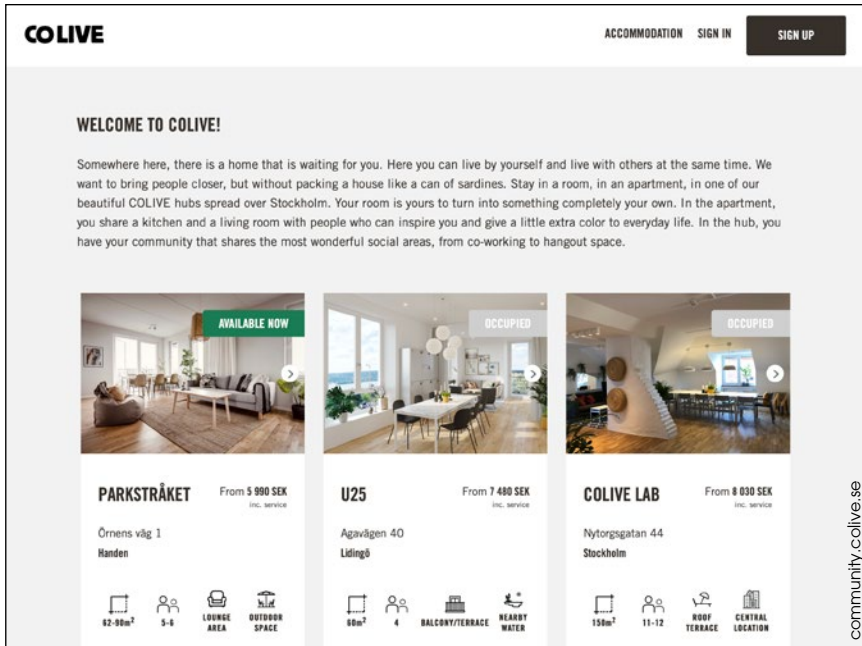 COLIVE
ACCOMMODATION SIGN IN SIGN UP
WELCOME TO COLIVE!
Somewhere here, there is a home that is waiting for you. Here you can live by yourself and live with others at the same time. We
want to bring people closer, but without packing a house like a can of sardines. Stay in a room, in an apartment, in one of our
beautiful COLIVE hubs spread over Stockholm. Your room is yours to turn into something completely your own. In the apartment,
you share a kitchen and a living room with people who can inspire you and give a little extra color to everyday life. In the hub, you
have your community that shares the most wonderful social areas, from co-working to hangout space.
AVAILABLE NOW
PARKSTRÅKET From 5 990 SEK
inc. service
Örnens väg 1
Handen
62-90m²
5-6
LOUNGE
AREA
OUTDOOR
SPACE
OCCUPIED
U25 From 7 480 SEK
inc. service
Agavägen 40
Lidingö
60m²
4
BALCONY/TERRACE
NEARBY
WATER
OCCUPIED
COLIVE LAB From 8 030 SEK
inc. service
Nytorgsgatan 44
Stockholm
150m²
11-12
ROOF
TERRACE
CENTRAL
LOCATION
community.colive.se